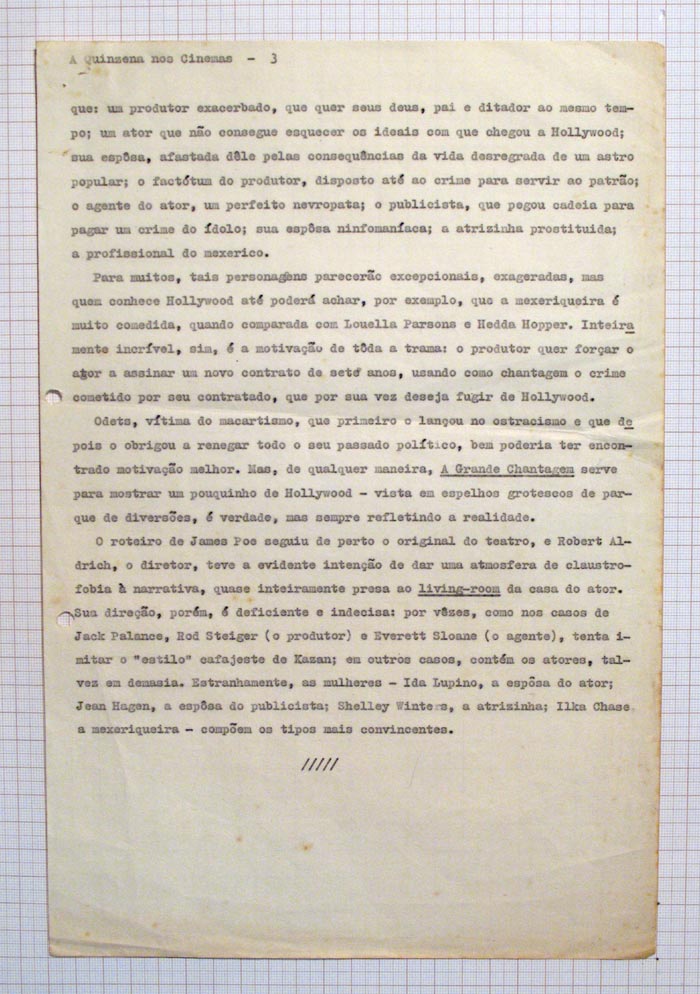 A Quinzena nos Cinemas - 3
que: um produtor exacerbado, que quer seus deus, pai e ditador ao mesmo tem-
po; um ator que não consegue esquecer os ideais com que chegou a Hollywood;
sua espôsa, afastada dêle pelas consequências da vida desregrada de um astro
popular; o factótum do produtor, disposto até ao crime para servir ao patrão;
o agente do ator, um perfeito nevropata; o publicista, que pegou cadeia para
pagar um crime do ídolo; sua espôsa ninfomaníaca; a atrizinha prostituida;
a profissional do mexerico.
Para muitos, tais personagens parecerão excepcionais, exageradas, mas
quem conhece Hollywood até poderá achar, por exemplo, que a mexeriqueira é
muito comedida, quando comparada com Louella Parsons e Hedda Hopper. Inteira
mente incrível, sim, é a motivação de tôda a trama: o produtor quer forçar o
ator a assinar um novo contrato de sete anos, usando como chantagem o crime
cometido por seu contratado, que por sua vez deseja fugir de Hollywood.
Odets, vítima do macartismo, que primeiro o lançou no ostracismo e que de
pois o obrigou a renegar todo o seu passado político, bem poderia ter encon-
trado motivação melhor. Mas, de qualquer maneira, A Grande Chantagem serve
para mostrar um pouquinho de Hollywood - vista em espelhos grotescos de par-
que de diversões, é verdade, mas sempre refletindo a realidade.
O roteiro de James Poe seguiu de perto o original do teatro, e Robert Al-
drich, o diretor, teve a evidente intenção de dar uma atmosfera de claustro-
fobia à narrativa, quase inteiramente presa ao living-room da casa do ator.
Sua direção, porém, é deficiente e indecisa: por vêzes, como nos casos de
Jack Palance, Rod Steiger (o produtor) e Everett Sloane (o agente), tenta i-
mitar o "estilo" cafajeste de Kazan; em outros casos, contém os atores, tal-
vez em demasia. Estranhamente, as mulheres - Ida Lupino, a espôsa do ator;
Jean Hagen, a espôsa do publicista; Shelley Winters, a atrizinha; Ilka Chase
a mexeriqueira - compõem os tipos mais convincentes.
/////